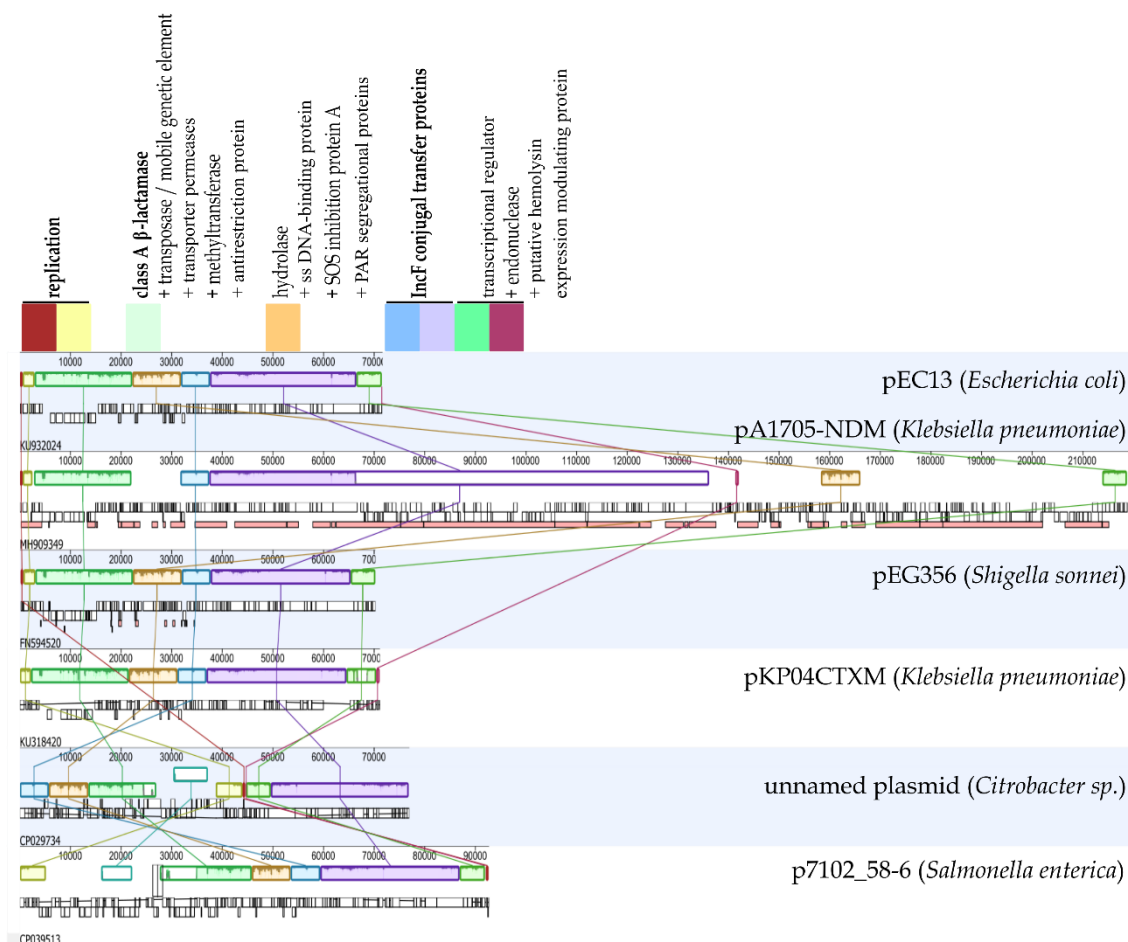 replication
class A β-lactamase
+ transposase / mobile genetic element
+ transporter permeases
+ methyltransferase
+ antirestriction protein
hydrolase
+ ss DNA-binding protein
+ SOS inhibition protein A
+ PAR segregational proteins
IncF conjugal transfer proteins
transcriptional regulator
+ endonuclease
+ putative hemolysin
expression modulating protein
10000 20000 30000 40000 50000 60000 70000
pEC13 (Escherichia coli)
KU932024
pA1705-NDM (Klebsiella pneumoniae)
10000 20000 30000 40000 50000 60000 70000 80000 90000 100000 110000 120000 130000 140000 150000 160000 170000 180000 190000 200000 210000
MH909349
10000 20000 30000 40000 50000 60000 700
pEG356 (Shigella sonnei)
FN594520
10000 20000 30000 40000 50000 60000 7000
pKP04CTXM (Klebsiella pneumoniae)
KU318420
10000 20000 30000 40000 50000 60000 70000
unnamed plasmid (Citrobacter sp.)
CP029734
10000 20000 30000 40000 50000 60000 70000 80000 90000
p7102_58-6 (Salmonella enterica)
CP039513